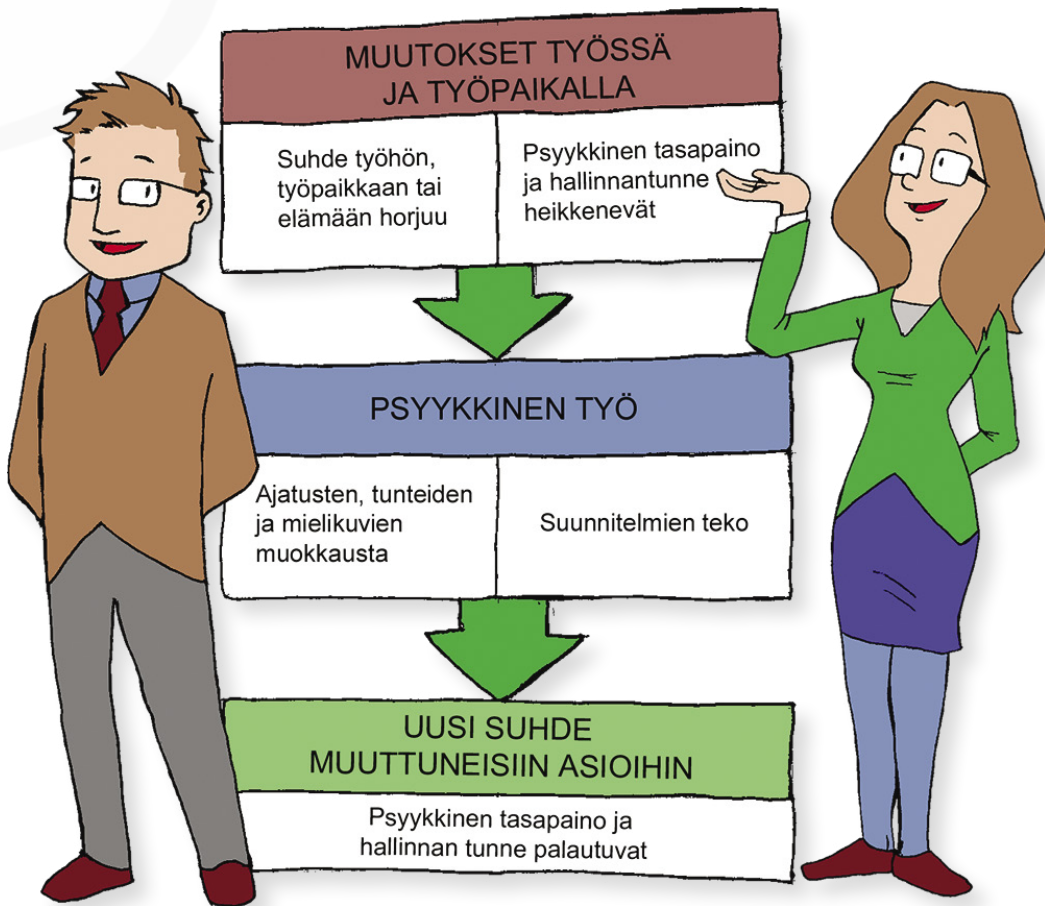 MUUTOKSET TYÖSSÄ
JA TYÖPAIKALLA
Suhde työhön,
työpaikkaan tai
elämään horjuu
Psyykkinen tasapaino
ja hallinnantunne
heikkenevät
PSYYKKINEN TYÖ
Ajatusten, tunteiden
ja mielikuvien
muokkausta
Suunnitelmien teko
UUSI SUHDE
MUUTTUNEISIIN ASIOIHIN
Psyykkinen tasapaino ja
hallinnan tunne palautuvat